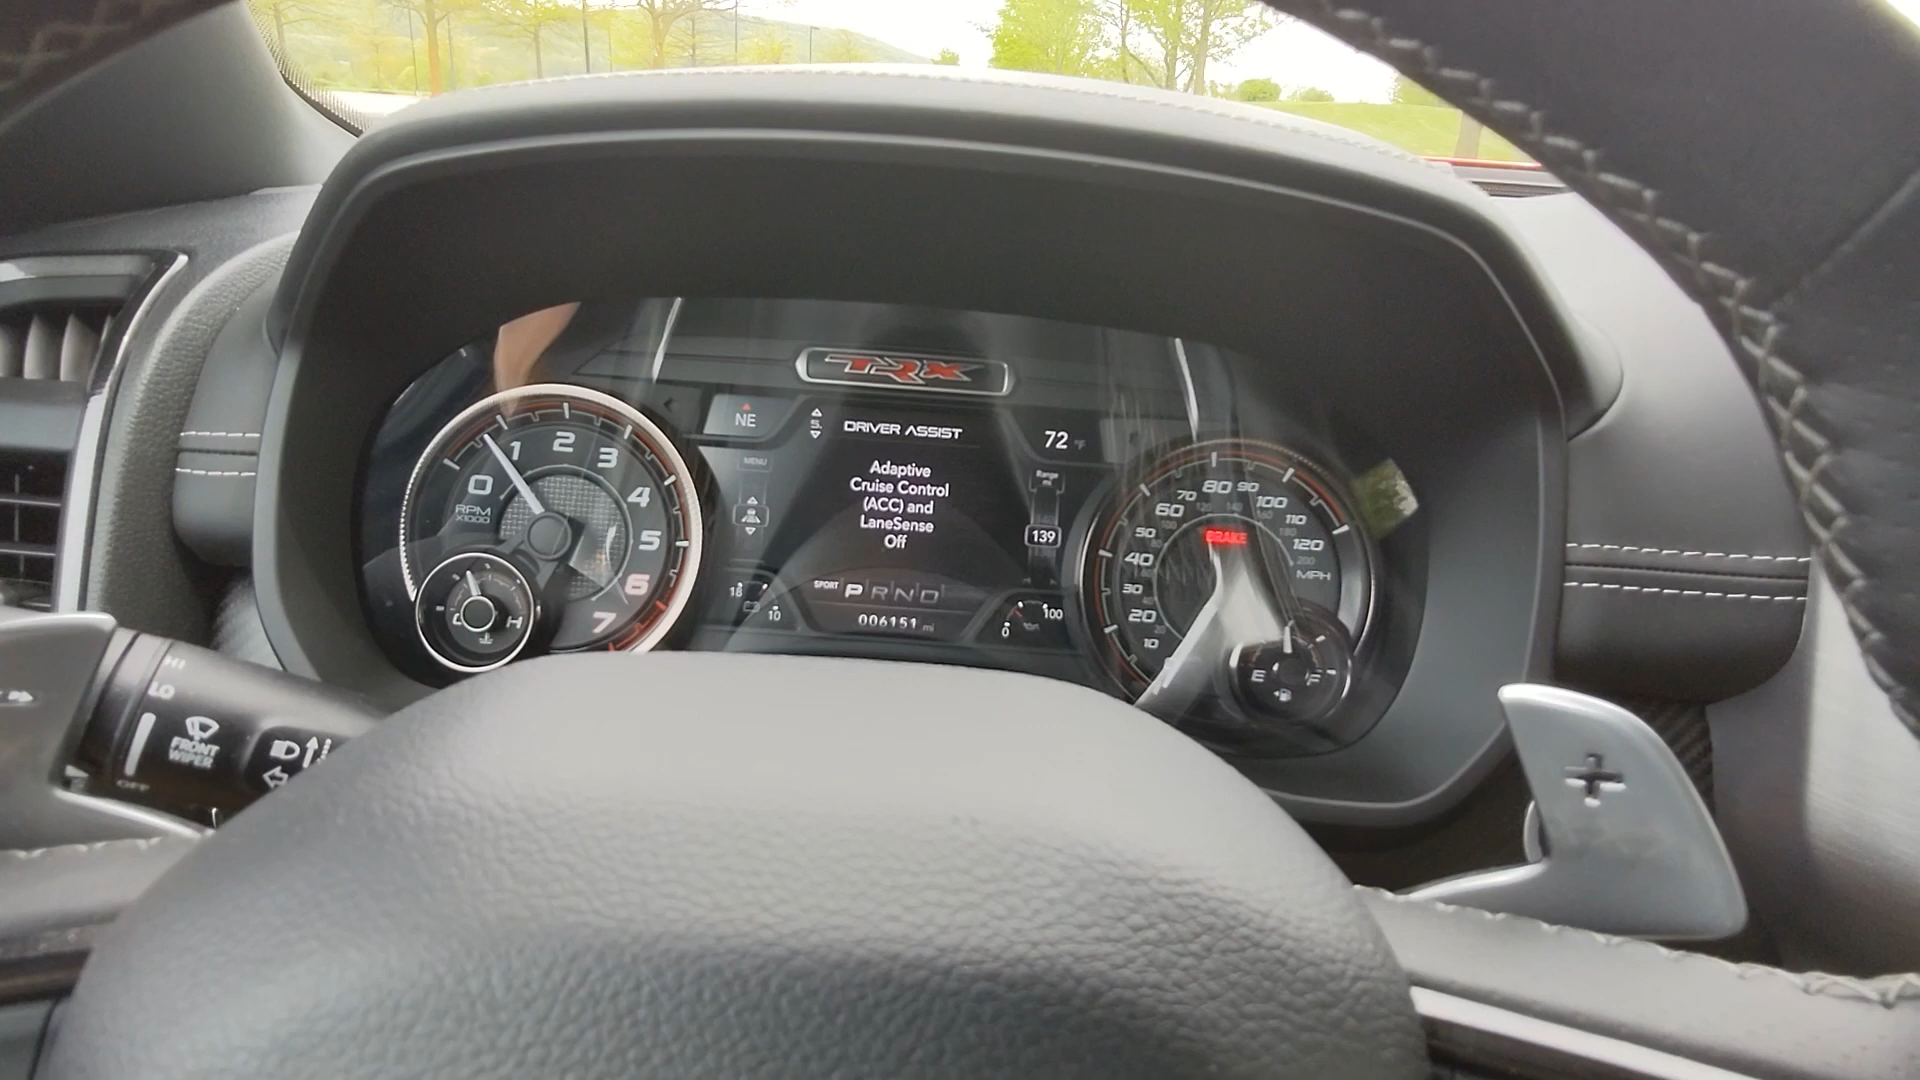 TRX
NE
S.
DRIVER ASSIST
72 °F
MENU
Adaptive
Cruise Control
(ACC) and
LaneSense
Off
Range
mi
139
SPORT P R N D
006151 mi
18
10
0
100
0 1 2 3 4 5 6 7
RPM
X1000
C H
10 20 30 40 50 60 70 80 90 100 110 120
MPH
BRAKE
E F
HI
LO
FRONT
WIPER
OFF
+